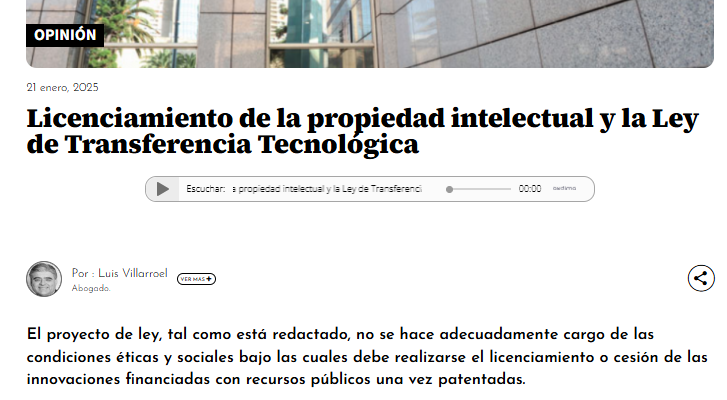 OPINIÓN
21 enero, 2025
Licenciamiento de la propiedad intelectual y la Ley
de Transferencia Tecnológica
Escuchar: a propiedad intelectual y la Ley de Transferenci 00:00
Por : Luis Villarroel VER MAS +
Abogado.
El proyecto de ley, tal como está redactado, no se hace adecuadamente cargo de las
condiciones éticas y sociales bajo las cuales debe realizarse el licenciamiento o cesión de las
innovaciones financiadas con recursos públicos una vez patentadas.